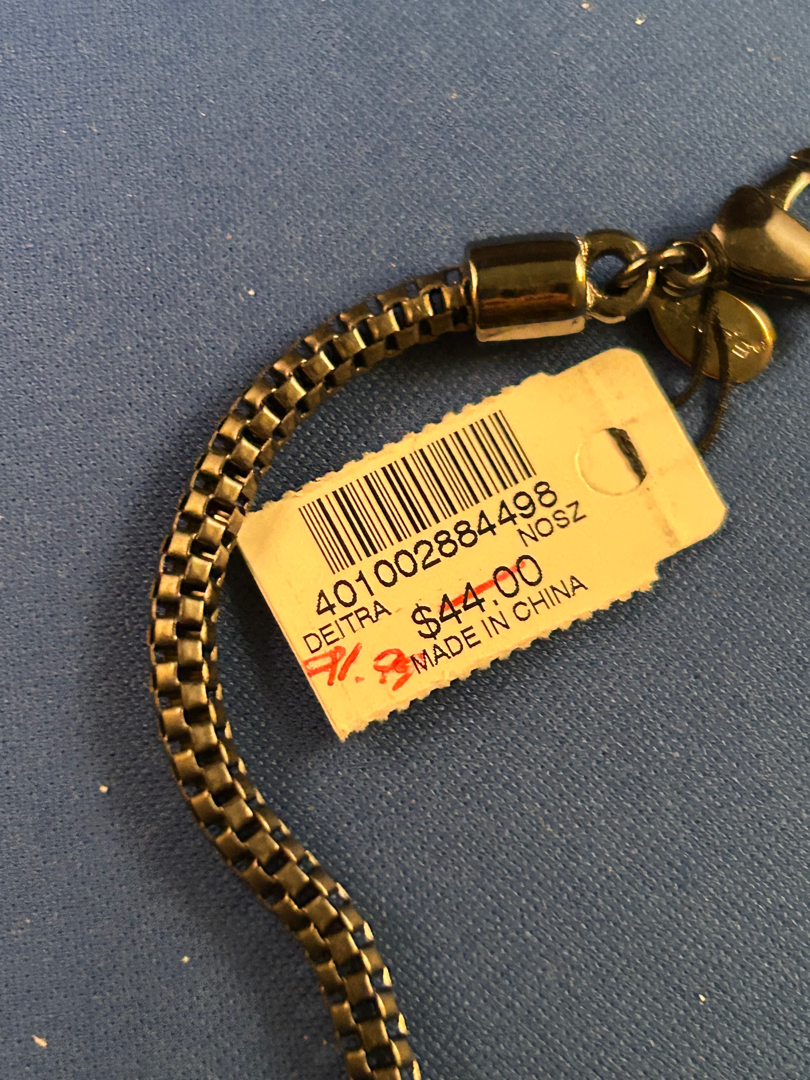 401002884498
NOSZ
DEITRA
$44.00
MADE IN CHINA